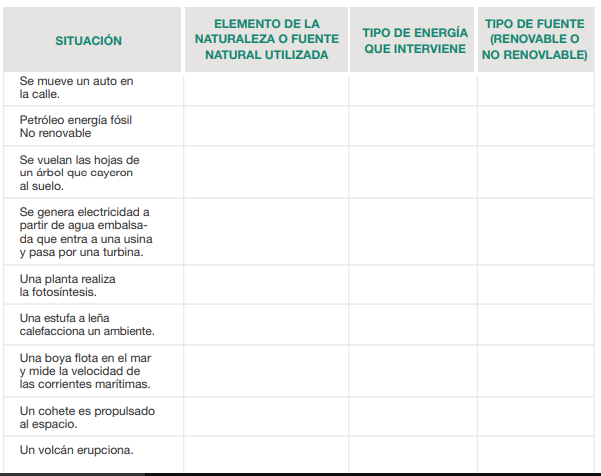 SITUACIÓN
ELEMENTO DE LA
NATURALEZA O FUENTE
NATURAL UTILIZADA
TIPO DE ENERGÍA
QUE INTERVIENE
TIPO DE FUENTE
(RENOVABLE O
NO RENOVLABLE)
Se mueve un auto en
la calle.
Petróleo energía fósil
No renovable
Se vuelan las hojas de
un árbol que cayeron
al suelo.
Se genera electricidad a
partir de agua embalsa-
da que entra a una usina
y pasa por una turbina.
Una planta realiza
la fotosíntesis.
Una estufa a leña
calefacciona un ambiente.
Una boya flota en el mar
y mide la velocidad de
las corrientes marítimas.
Un cohete es propulsado
al espacio.
Un volcán erupciona.